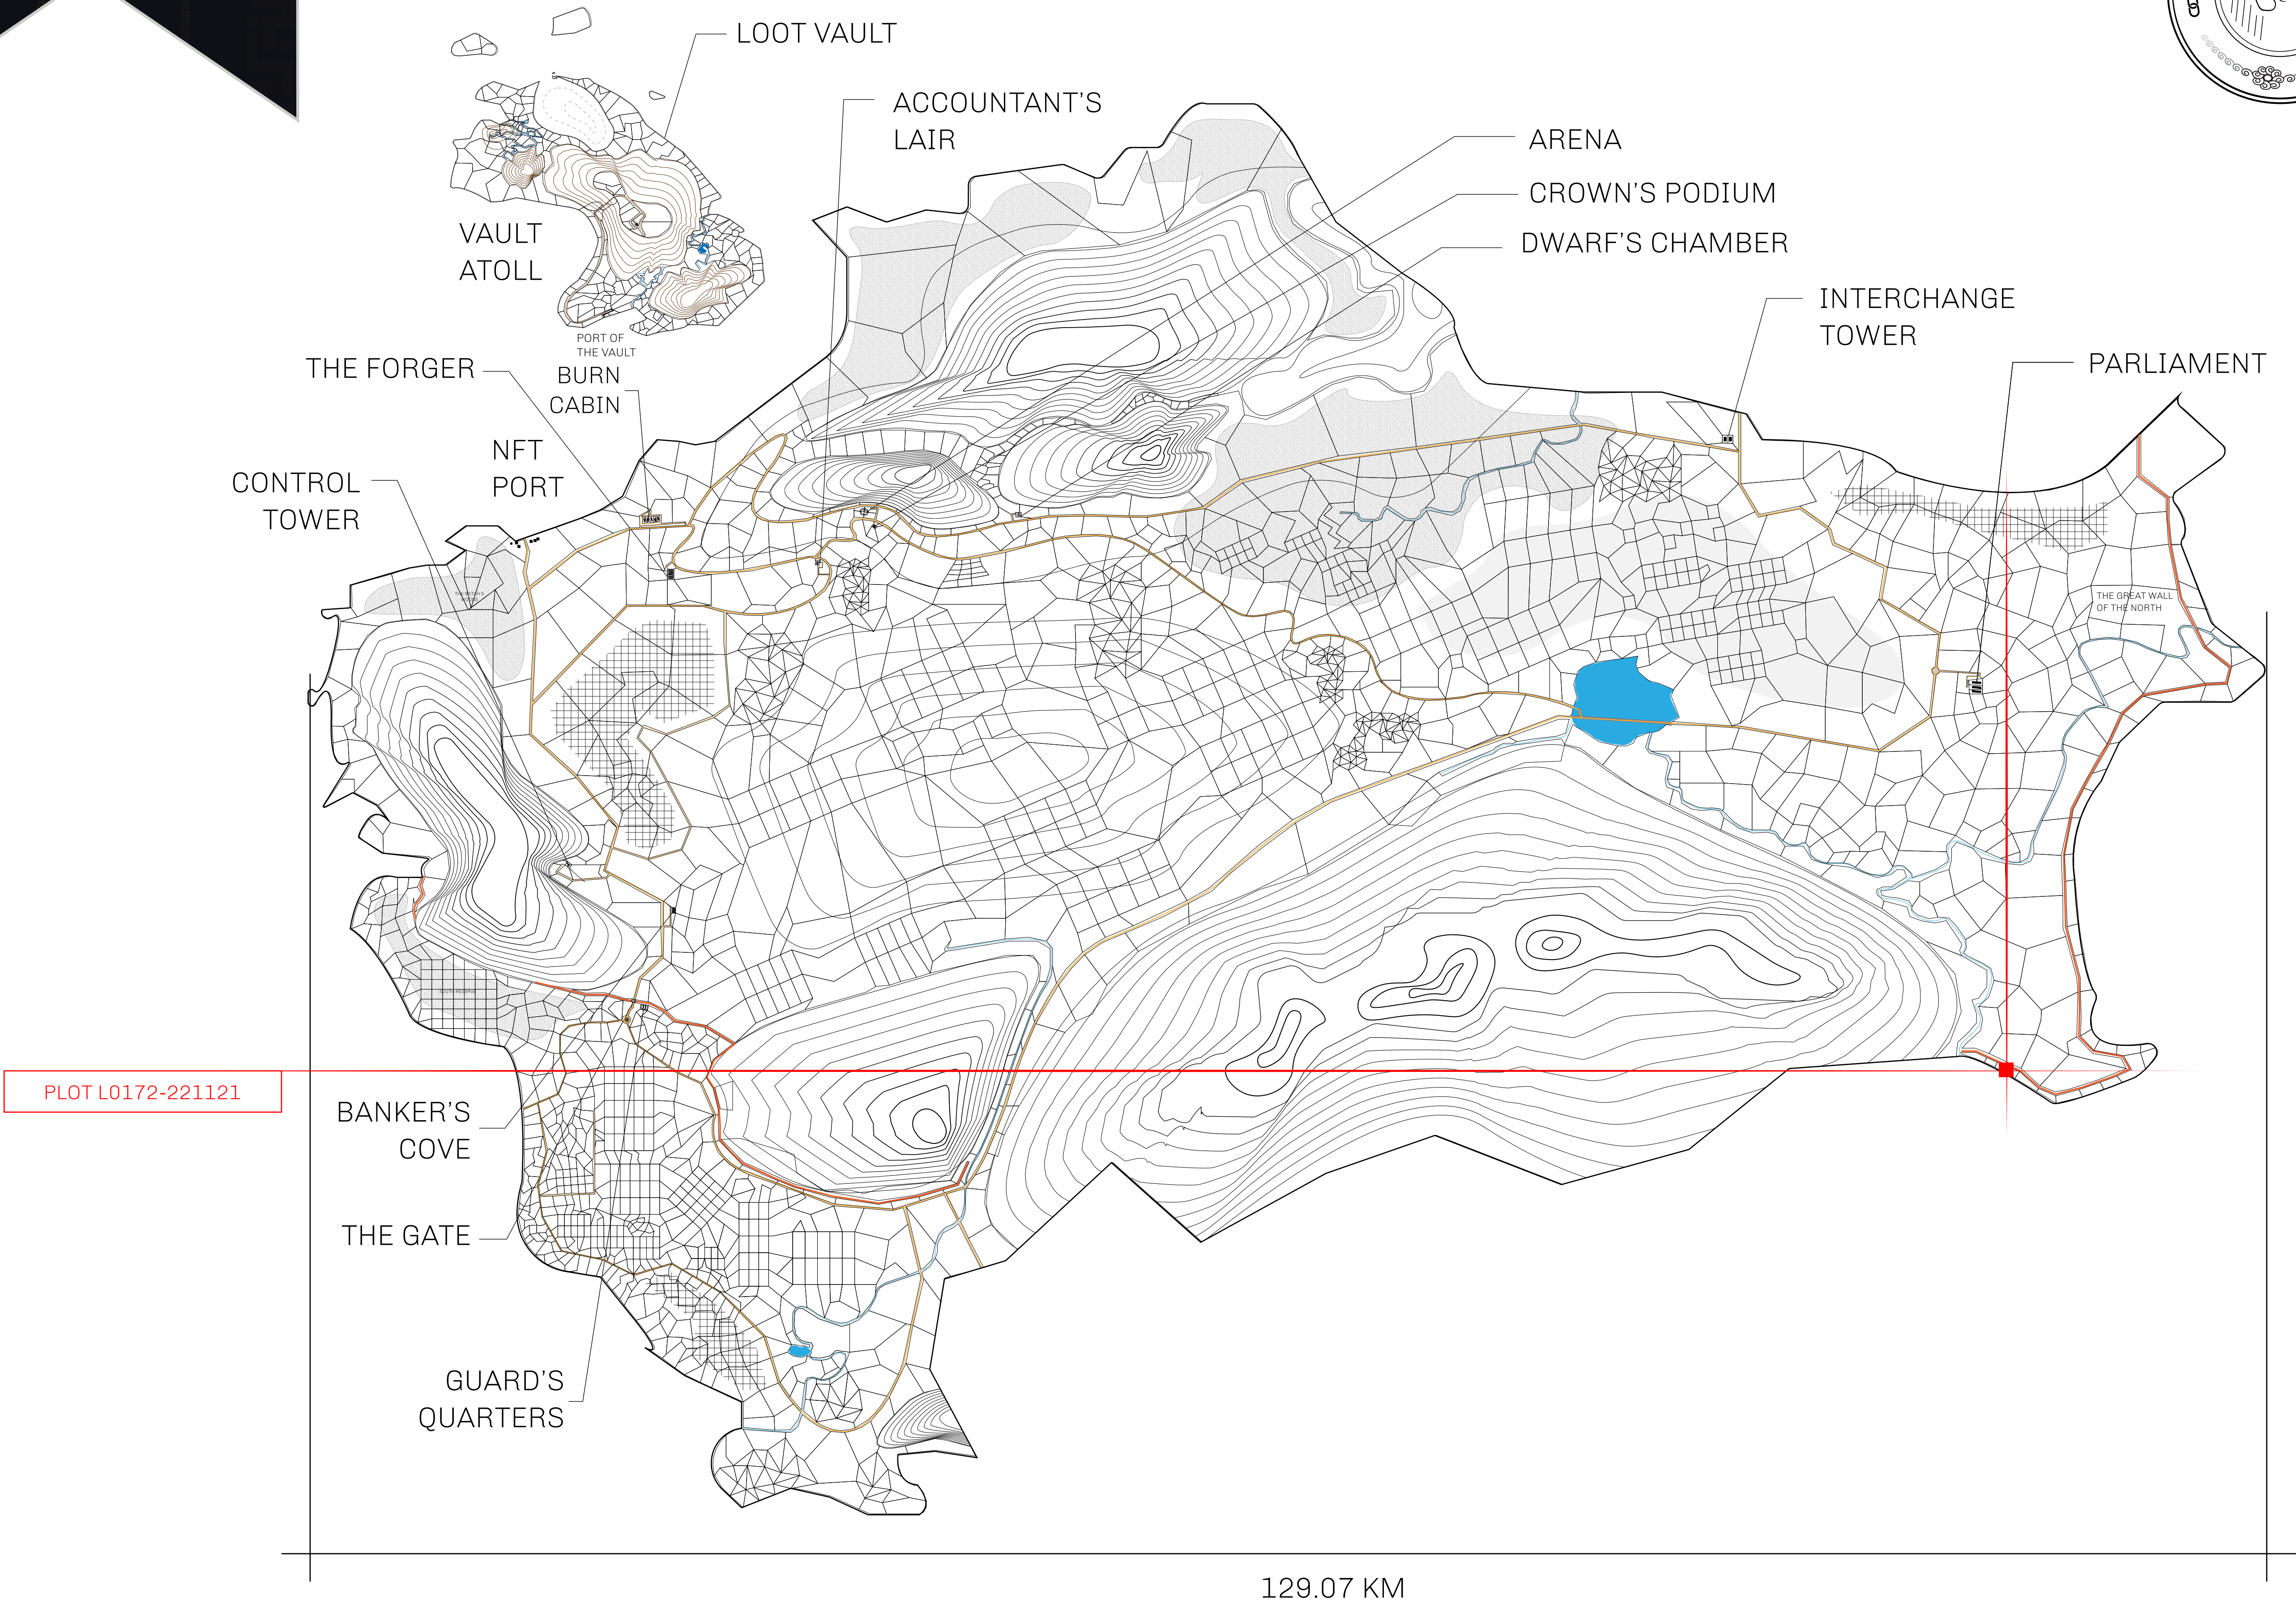 LOOT VAULT
ACCOUNTANT'S
LAIR
ARENA
CROWN'S PODIUM
DWARF'S CHAMBER
VAULT
ATOLL
INTERCHANGE
TOWER
PORT OF
THE VAULT
PARLIAMENT
THE FORGER
BURN
CABIN
NFT
PORT
CONTROL
TOWER
THE GREAT WALL
OF THE NORTH
SOUTH RESERVE
PLOT L0172-221121
BANKER'S
COVE
THE GATE
GUARD'S
QUARTERS
129.07 KM